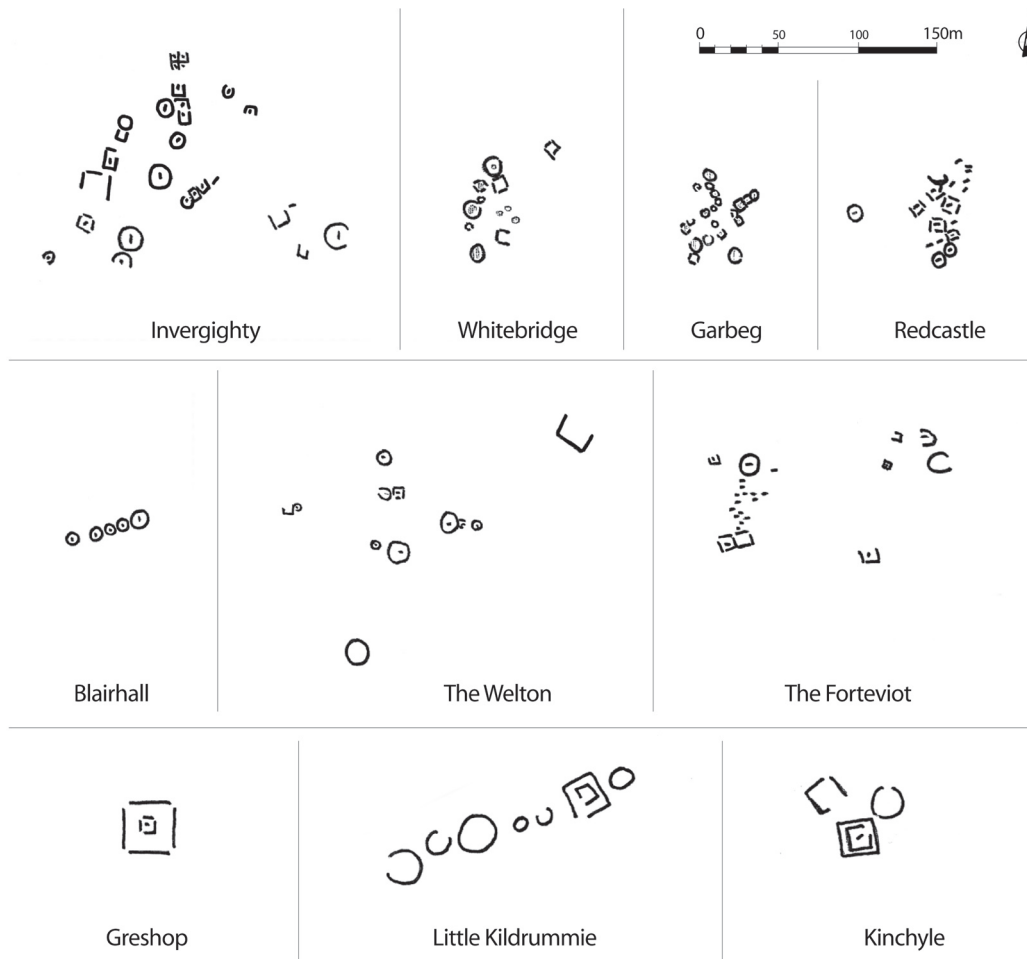 0 50 100 150m
Invergighty Whitebridge Garbeg Redcastle
Blairhall The Welton The Forteviot
Greshop Little Kildrummie Kinchyle